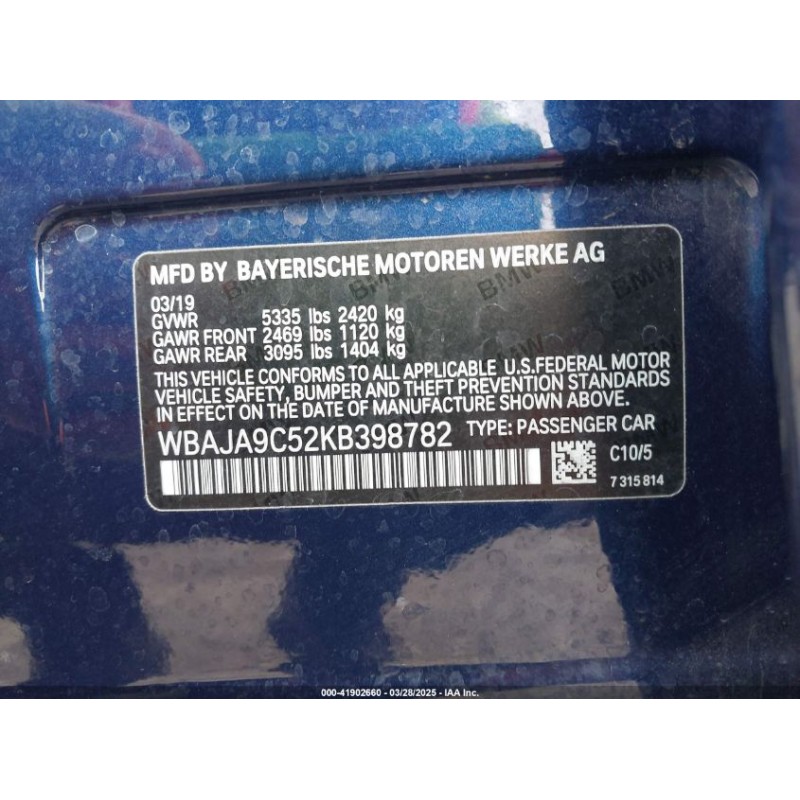 MFD BY BAYERISCHE MOTOREN WERKE AG
03/19
GVWR 5335 lbs 2420 kg
GAWR FRONT 2469 lbs 1120 kg
GAWR REAR 3095 lbs 1404 kg
THIS VEHICLE CONFORMS TO ALL APPLICABLE U.S.FEDERAL MOTOR
VEHICLE SAFETY, BUMPER AND THEFT PREVENTION STANDARDS
IN EFFECT ON THE DATE OF MANUFACTURE SHOWN ABOVE.
WBAJA9C52KB398782 TYPE: PASSENGER CAR
C10/5
7 315 814
000-41902660 - 03/28/2025 - IAA Inc.